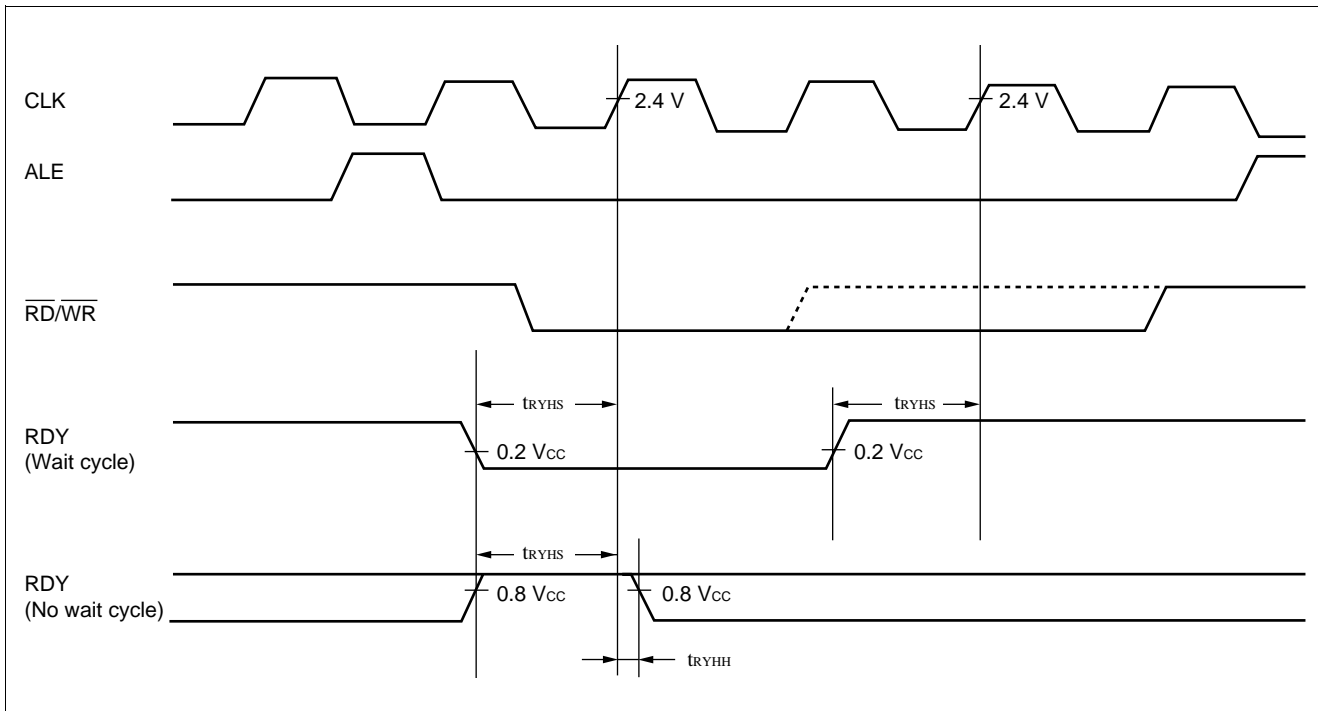 CLK
2.4 V
2.4 V
ALE
RD/WR
tRYHS
tRYHS
RDY
(Wait cycle)
0.2 VCC
0.2 VCC
tRYHS
RDY
(No wait cycle)
0.8 VCC
0.8 VCC
tRYHH